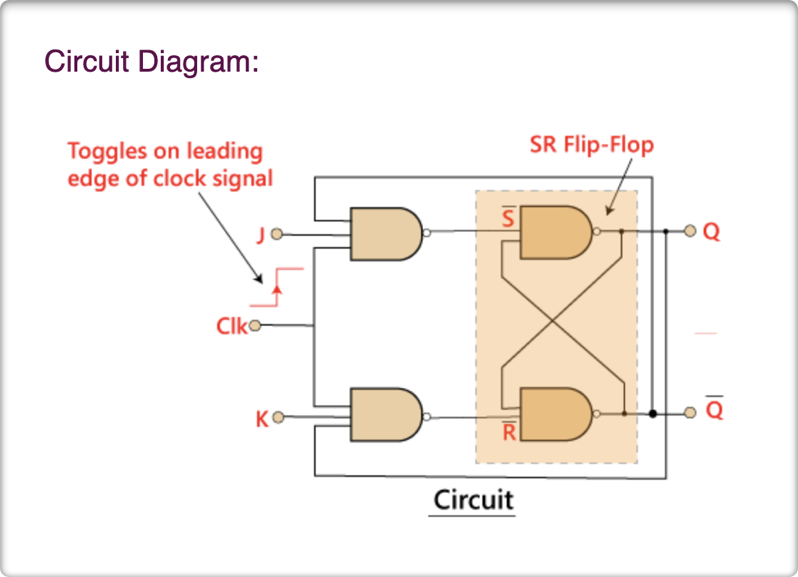 Circuit Diagram:
Toggles on leading
edge of clock signal
SR Flip-Flop
J
S̅
Q
Clk
K
R̅
Q̅
Circuit